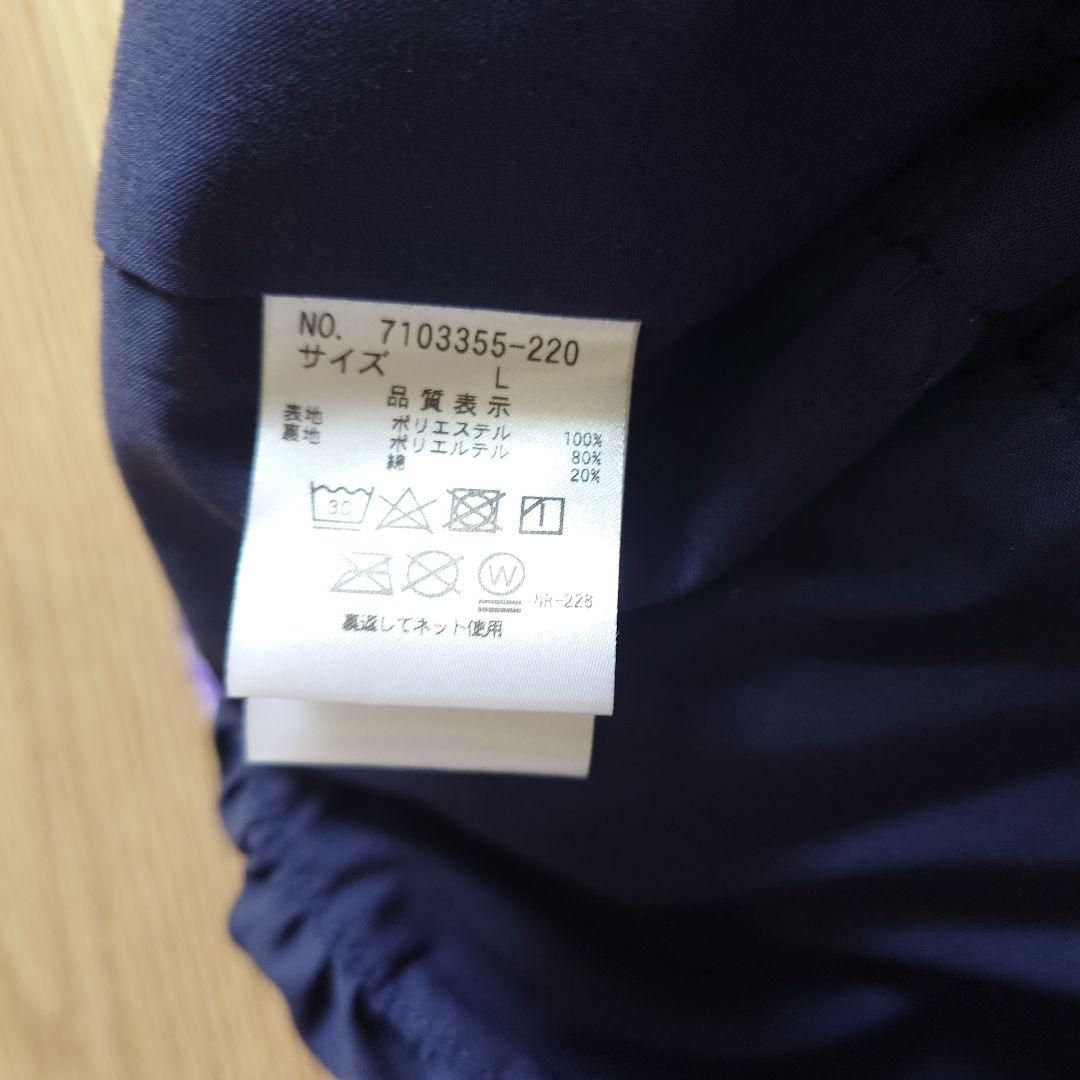 NO. 7103355-220
サイズ L
品質表示
表地 ポリエステル 100%
裏地 ポリエルテル 80%
綿 20%
30
W NR-228
裏返してネット使用